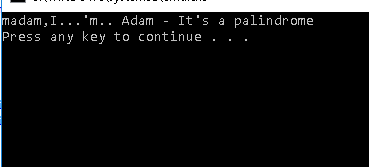 madam,I...'m.. Adam - It's a palindrome
Press any key to continue . . .